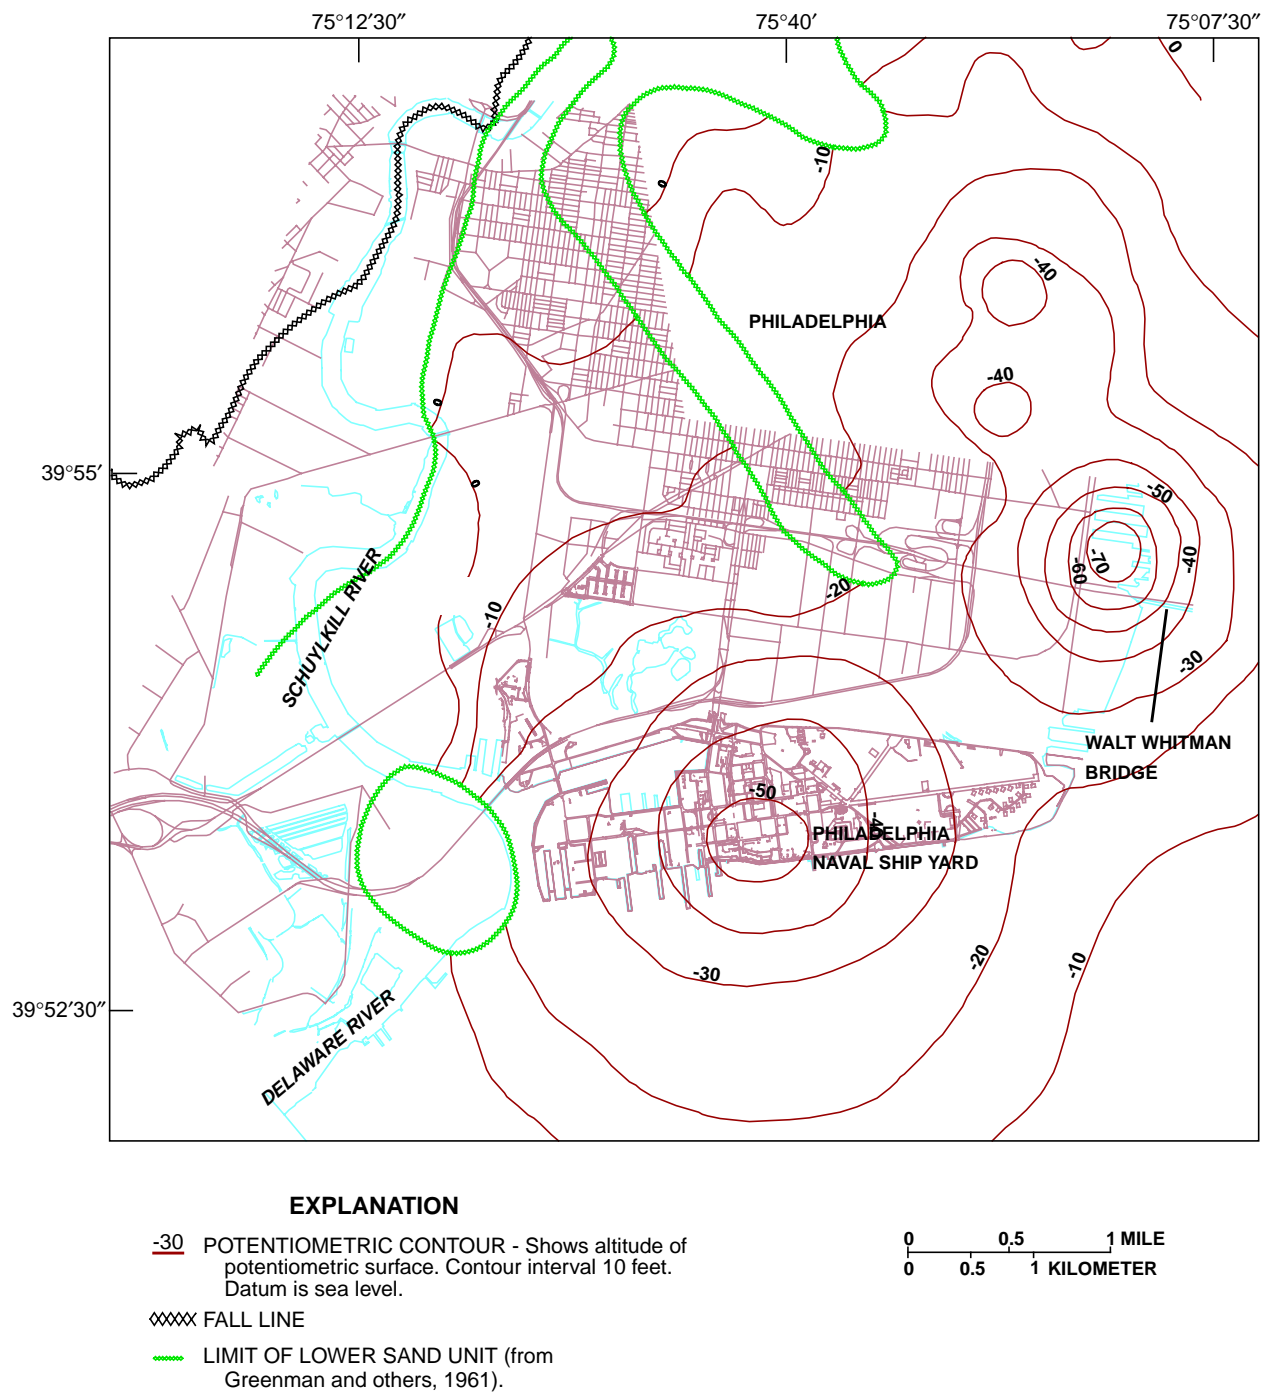 75°12′30″
75°40′
75°07′30″
0
-10
0
-40
PHILADELPHIA
-40
0
39°55′
0
-50
-40
-60
-70
SCHUYLKILL RIVER
-10
-20
-30
WALT WHITMAN
BRIDGE
-50
-40
PHILADELPHIA
NAVAL SHIP YARD
-30
-20
-10
39°52′30″
DELAWARE RIVER
EXPLANATION
-30 POTENTIOMETRIC CONTOUR - Shows altitude of
potentiometric surface. Contour interval 10 feet.
Datum is sea level.
FALL LINE
LIMIT OF LOWER SAND UNIT (from
Greenman and others, 1961).
0 0.5 1 MILE
0 0.5 1 KILOMETER